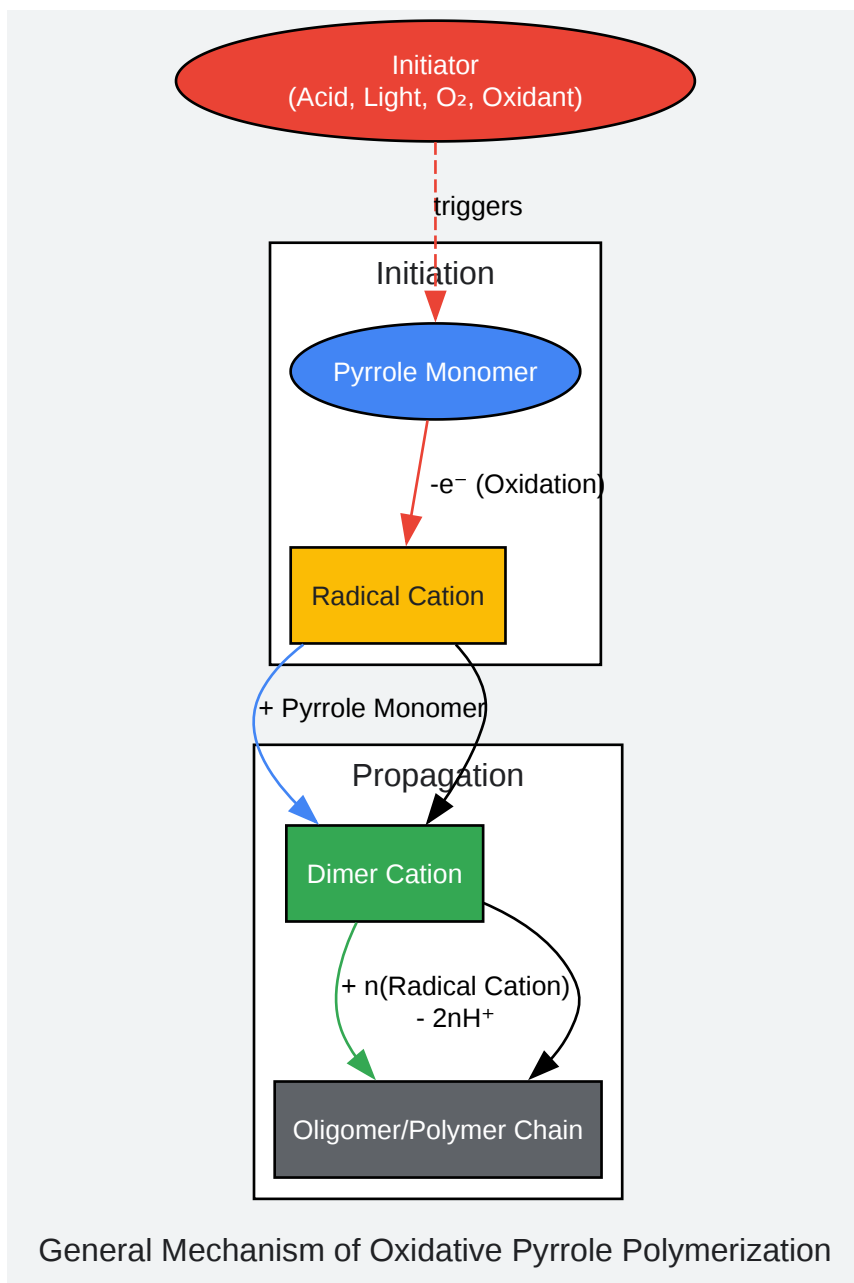 Initiator
(Acid, Light, O₂, Oxidant)
triggers
Initiation
Pyrrole Monomer
-e⁻ (Oxidation)
Radical Cation
+ Pyrrole Monomer
Propagation
Dimer Cation
+ n(Radical Cation)
- 2nH⁺
Oligomer/Polymer Chain
General Mechanism of Oxidative Pyrrole Polymerization